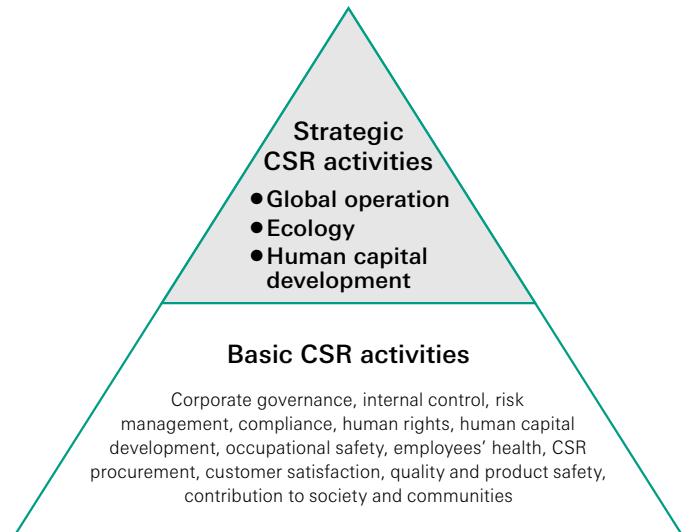 Strategic
CSR activities
●Global operation
●Ecology
●Human capital
development
Basic CSR activities
Corporate governance, internal control, risk
management, compliance, human rights, human capital
development, occupational safety, employees’ health, CSR
procurement, customer satisfaction, quality and product safety,
contribution to society and communities